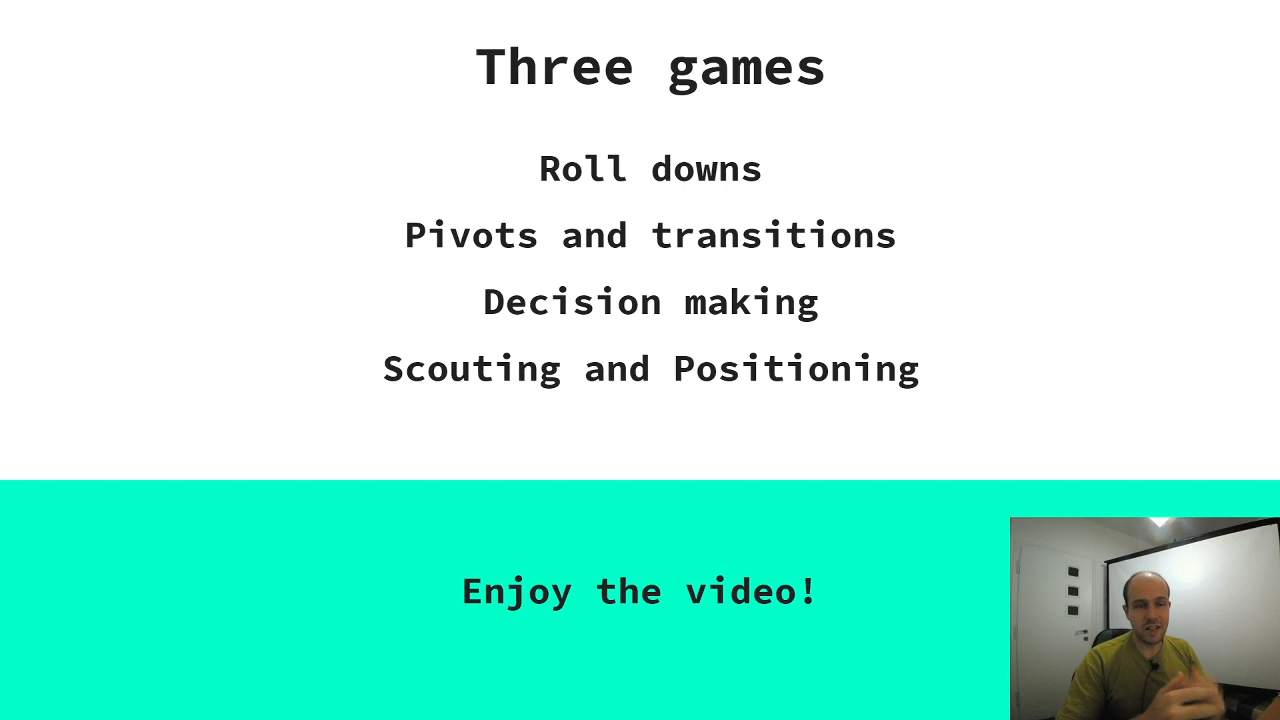 Three games
Roll downs
Pivots and transitions
Decision making
Scouting and Positioning
Enjoy the video!